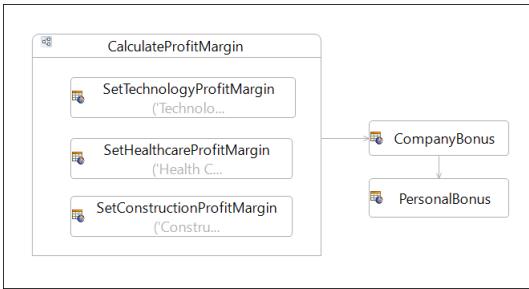 CalculateProfitMargin
SetTechnologyProfitMargin
('Technolo...
SetHealthcareProfitMargin
('Health C...
SetConstructionProfitMargin
('Constru...
CompanyBonus
PersonalBonus